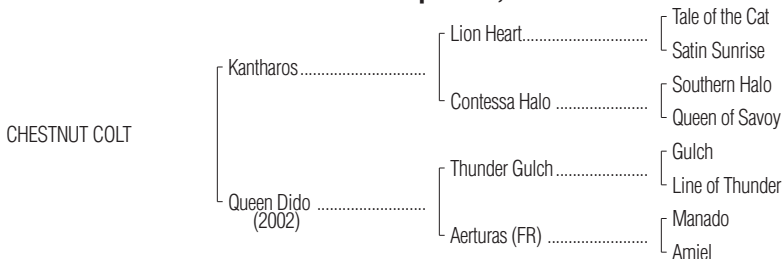 Tale of the Cat
Lion Heart
Satin Sunrise
Kantharos
Southern Halo
Contessa Halo
Queen of Savoy
CHESTNUT COLT
Gulch
Thunder Gulch
Line of Thunder
Queen Dido
(2002)
Manado
Aerturas (FR)
Amiel